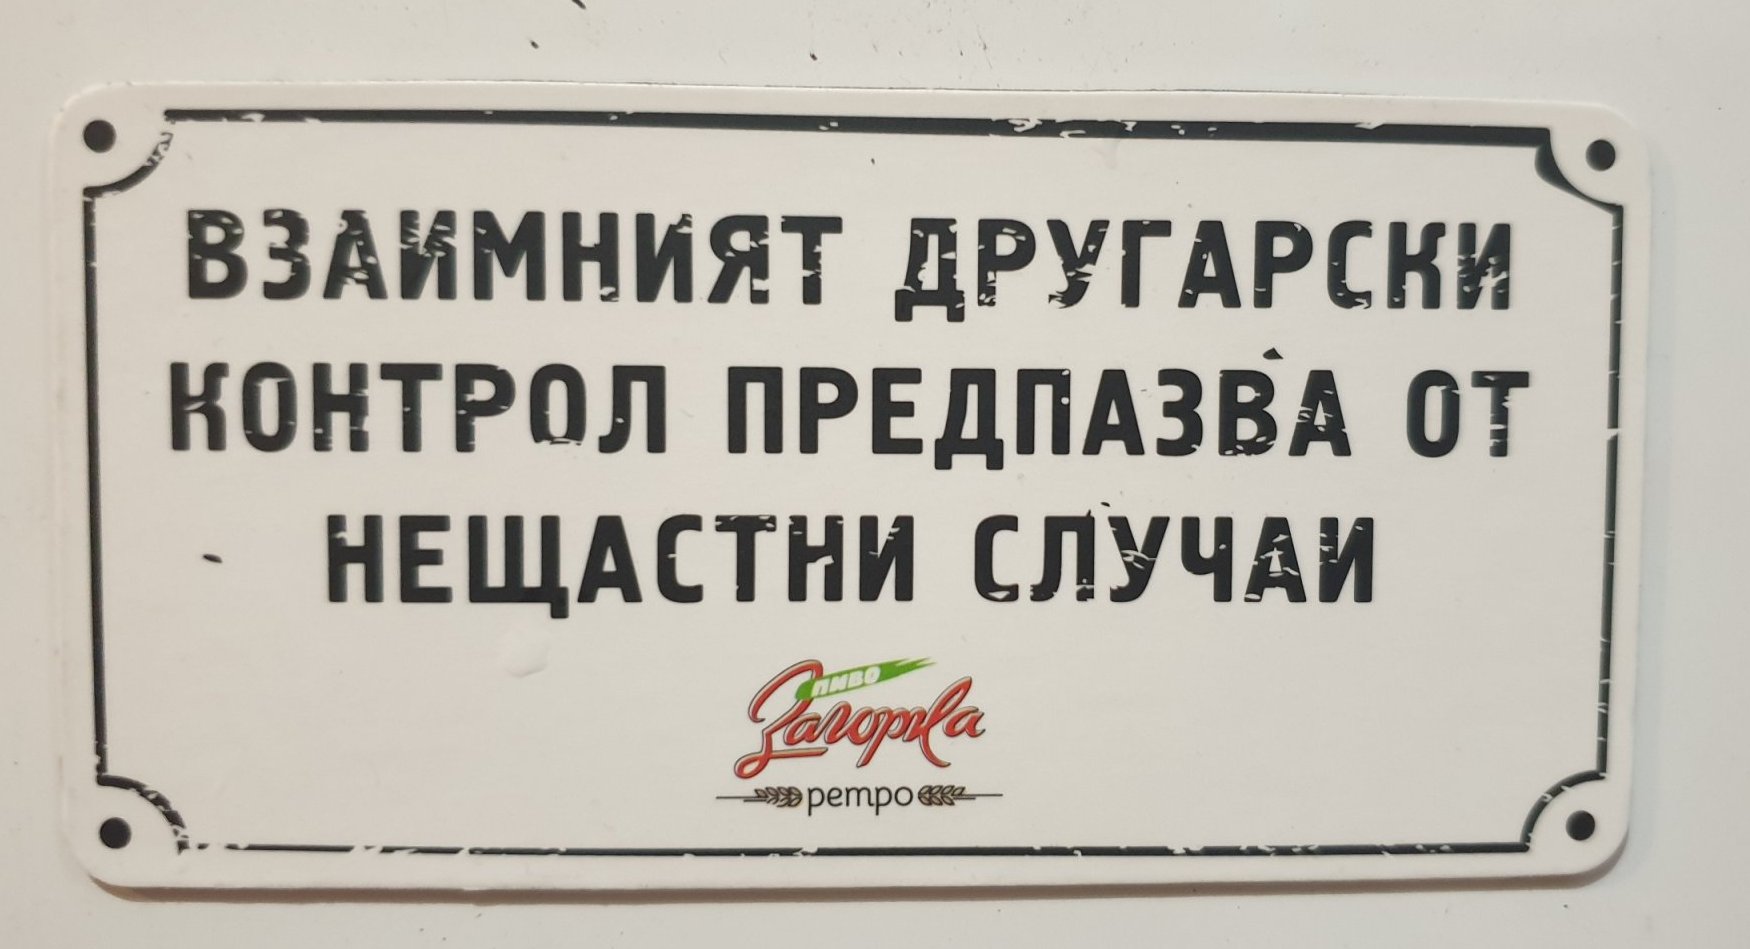 ВЗАИМНИЯТ ДРУГАРСКИ
КОНТРОЛ ПРЕДПАЗВА ОТ
НЕЩАСТНИ СЛУЧАИ
ПИВО
Загорка
ретро